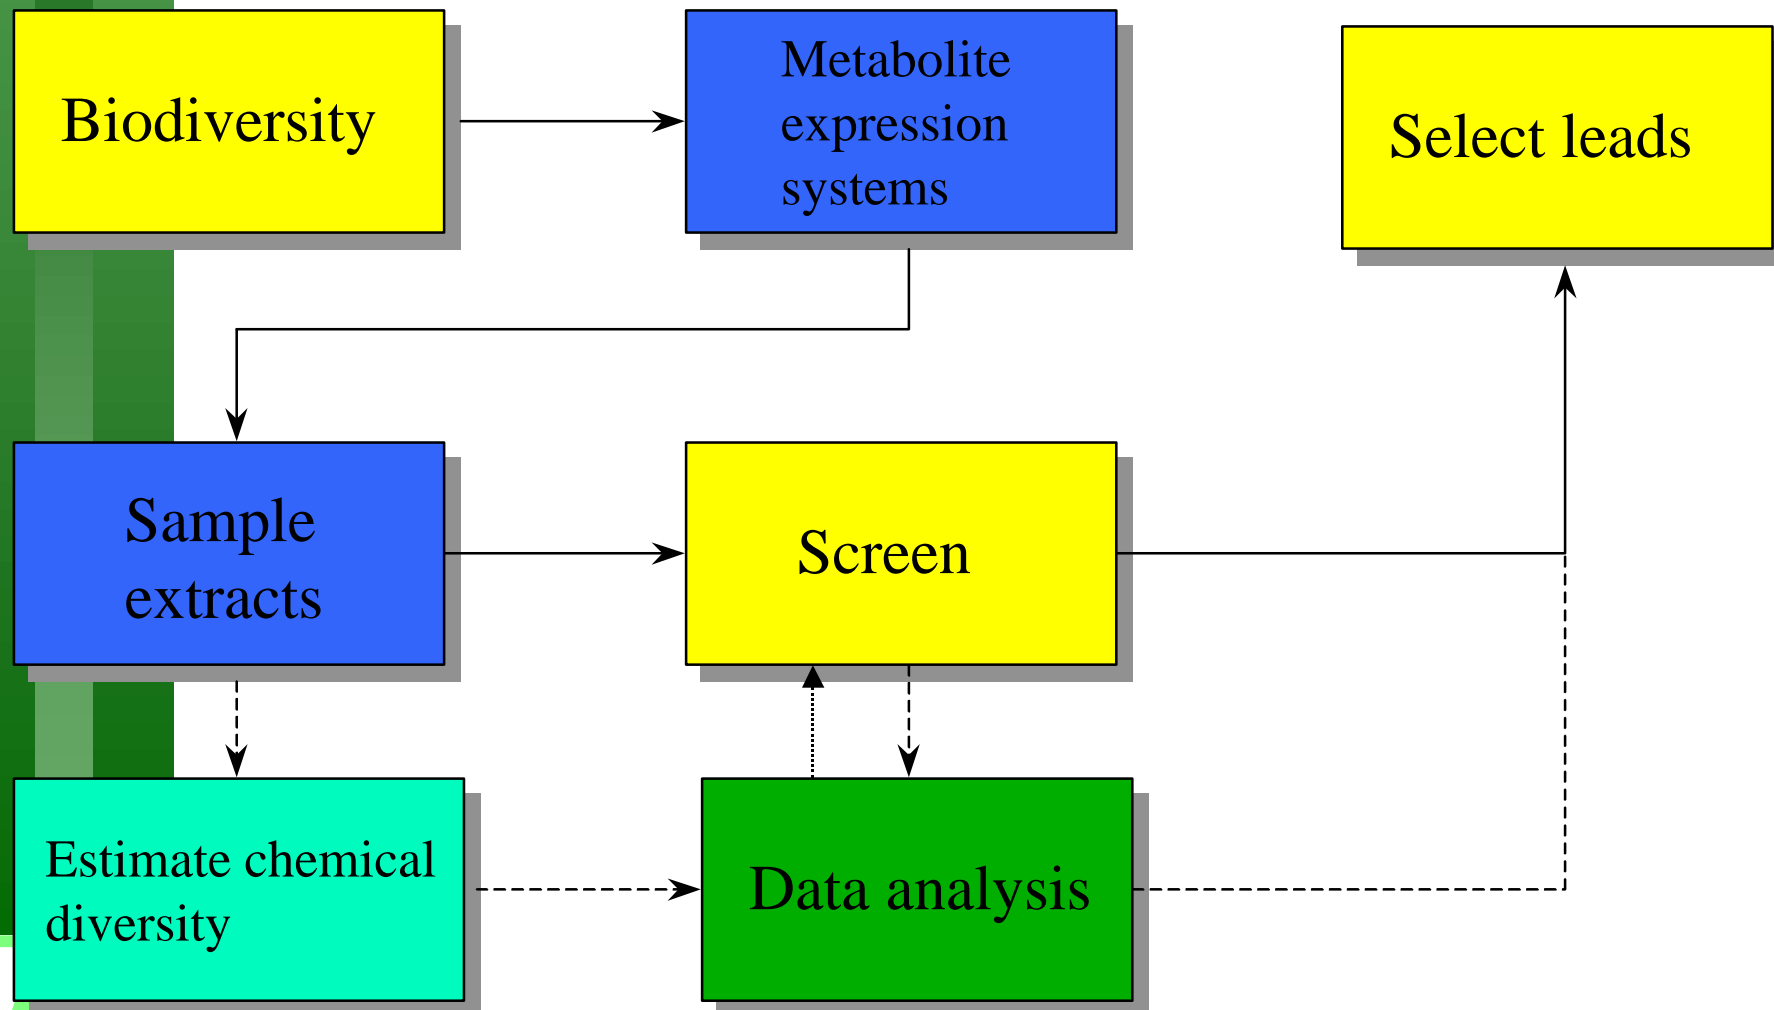 Biodiversity
Metabolite
expression
systems
Select leads
Sample
extracts
Screen
Estimate chemical
diversity
Data analysis